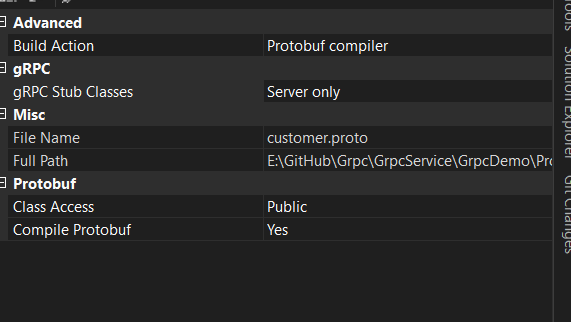 Advanced
Build Action Protobuf compiler
gRPC
gRPC Stub Classes Server only
Misc
File Name customer.proto
Full Path E:\GitHub\Grpc\GrpcService\GrpcDemo\Pro
Protobuf
Class Access Public
Compile Protobuf Yes
Solution Explorer
Git Changes